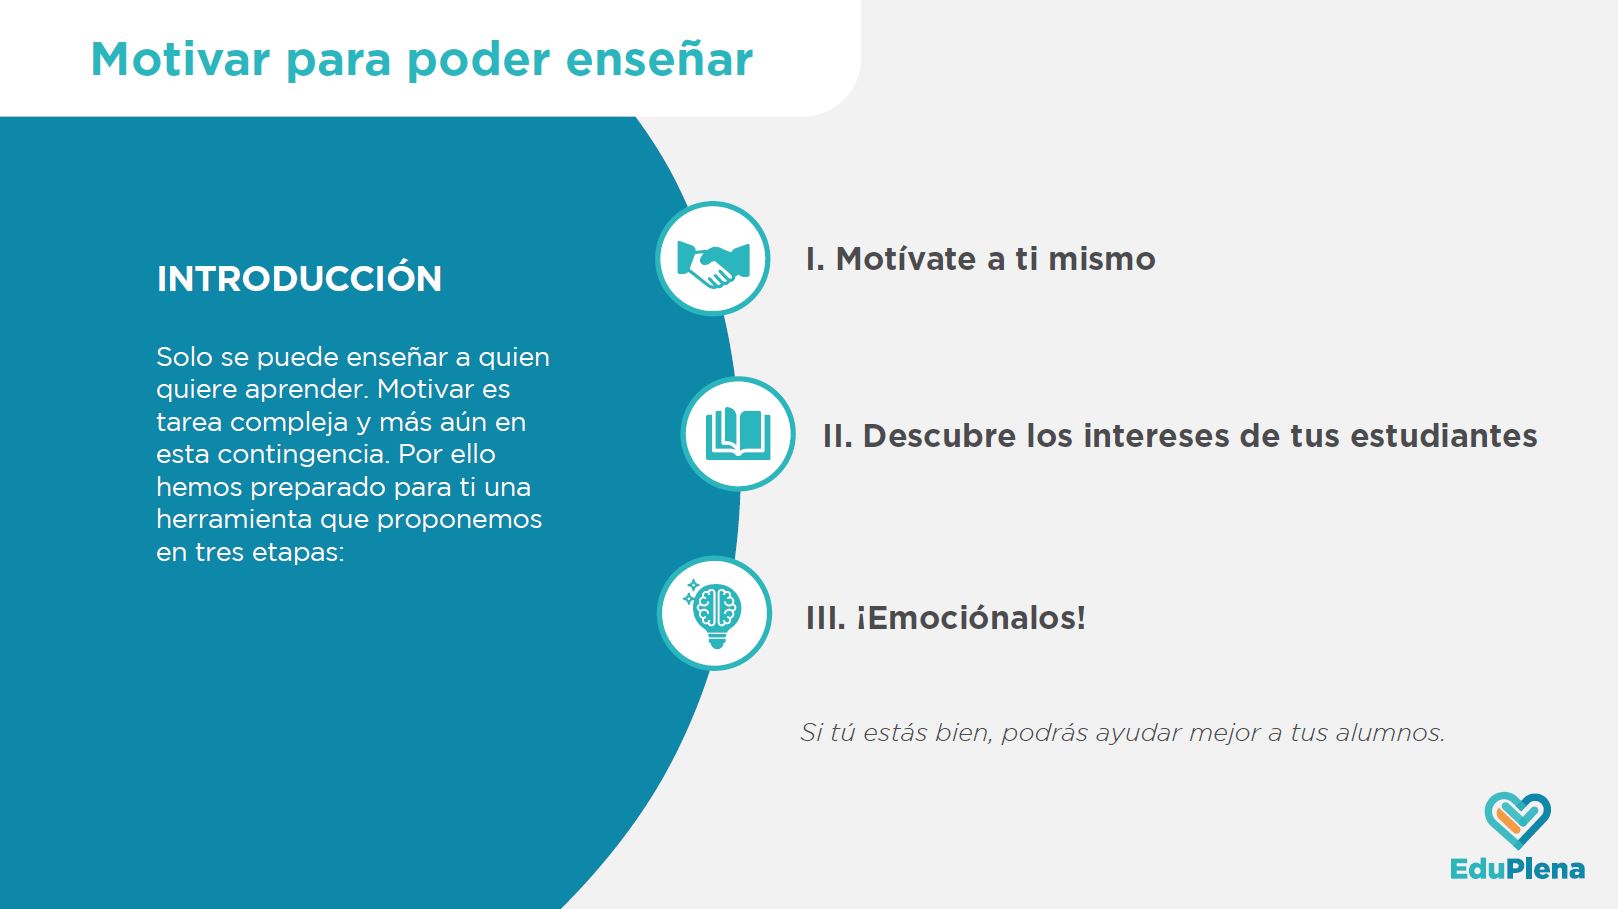 Motivar para poder enseñar
INTRODUCCIÓN
Solo se puede enseñar a quien
quiere aprender. Motivar es
tarea compleja y más aún en
esta contingencia. Por ello
hemos preparado para ti una
herramienta que proponemos
en tres etapas:
I. Motívate a ti mismo
II. Descubre los intereses de tus estudiantes
III. ¡Emociónalos!
Si tú estás bien, podrás ayudar mejor a tus alumnos.
EduPlena